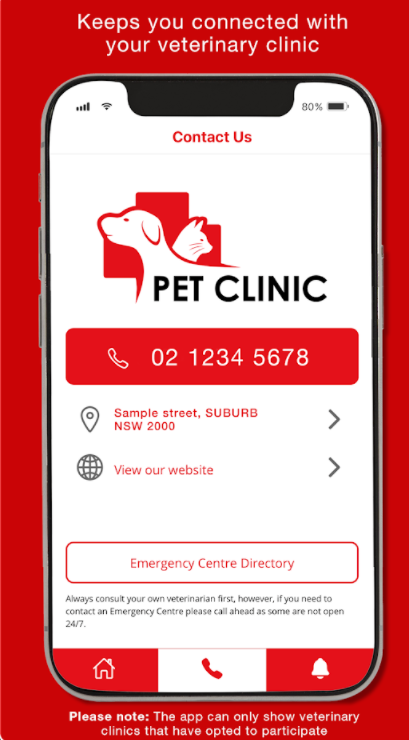 Keeps you connected with
your veterinary clinic
80%
Contact Us
PET CLINIC
02 1234 5678
Sample street, SUBURB
NSW 2000
View our website
Emergency Centre Directory
Always consult your own veterinarian first, however, if you need to
contact an Emergency Centre please call ahead as some are not open
24/7.
Please note: The app can only show veterinary
clinics that have opted to participate